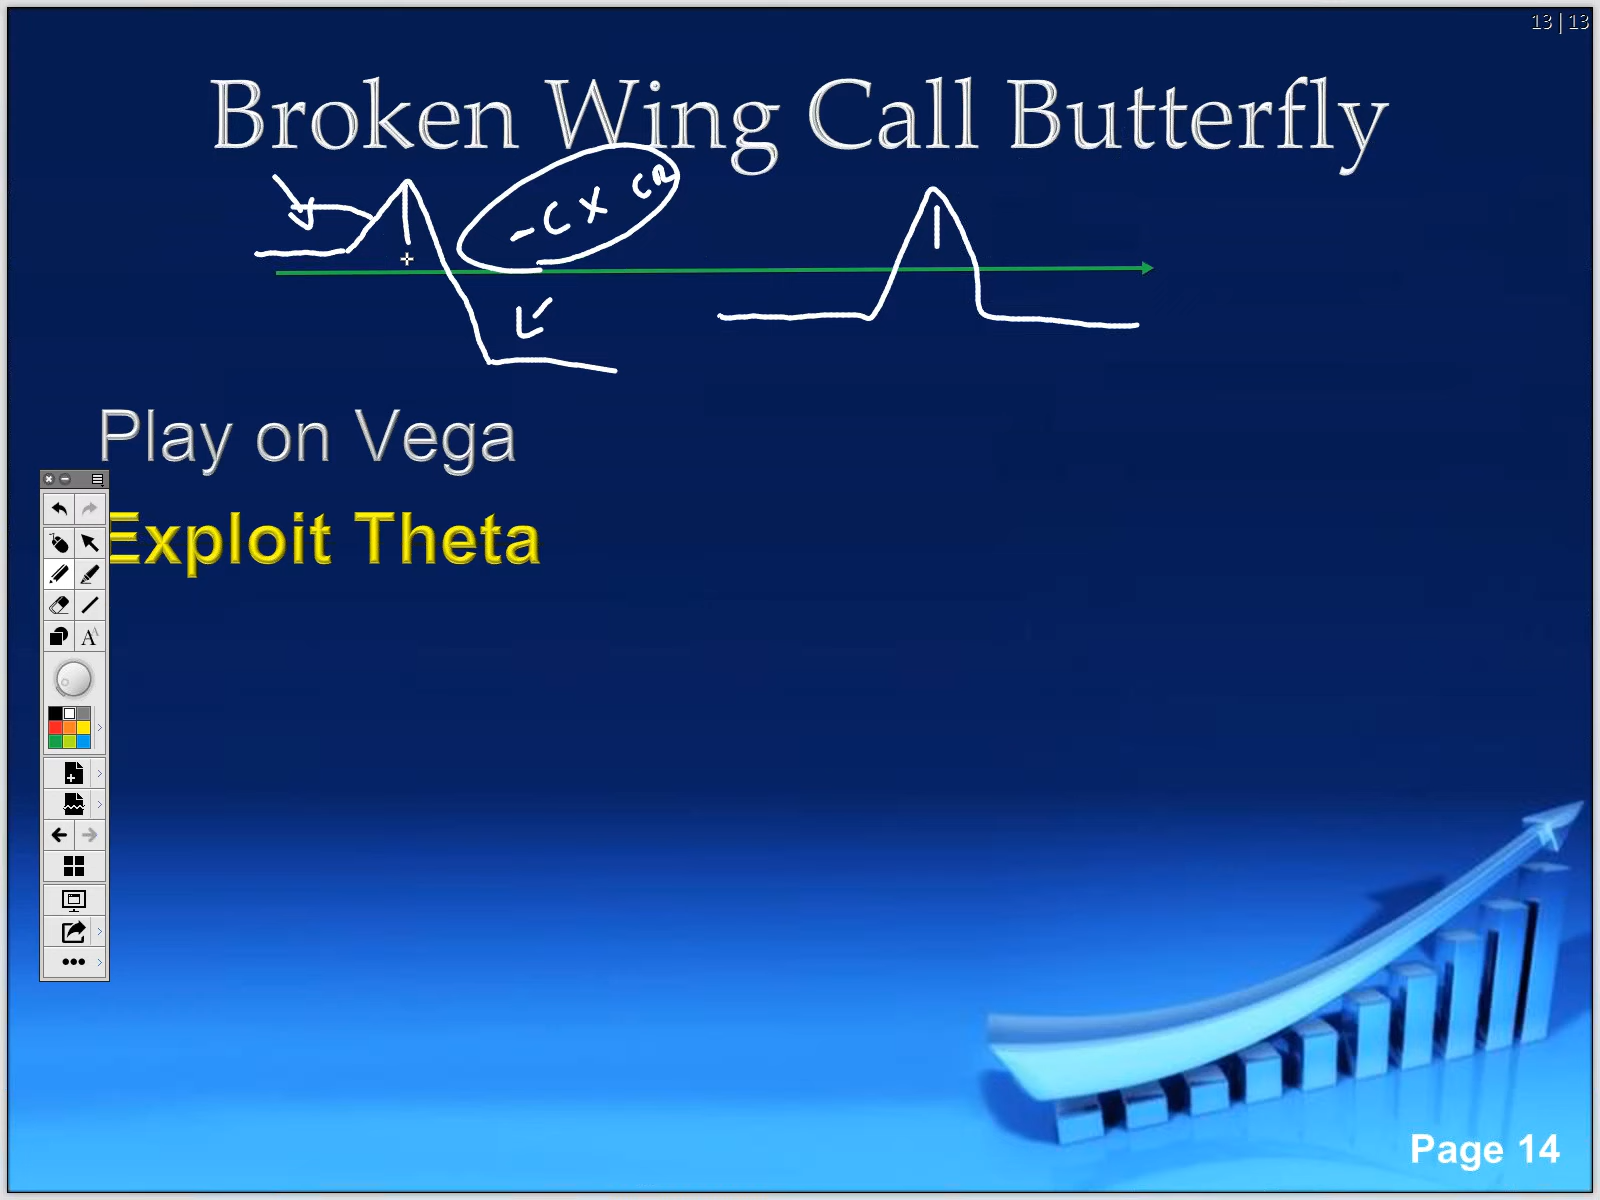 13 | 13
Broken Wing Call Butterfly
- C X CR
Play on Vega
Exploit Theta
Page 14